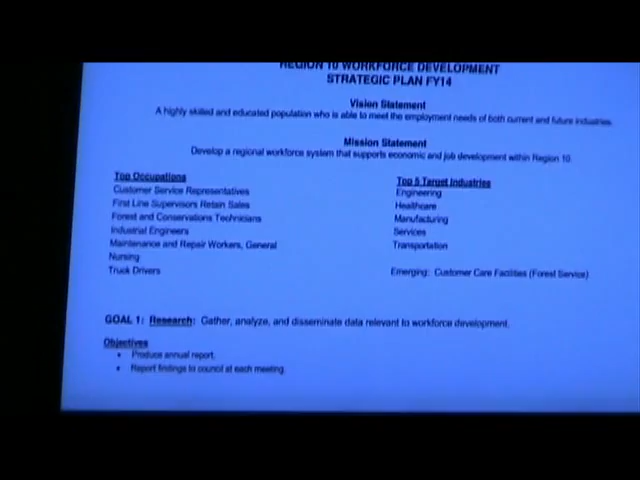 REGION 10 WORKFORCE DEVELOPMENT
STRATEGIC PLAN FY14
Vision Statement
A highly skilled and educated population who is able to meet the employment needs of both current and future industries.
Mission Statement
Develop a regional workforce system that supports economic and job development within Region 10.
Top Occupations
Customer Service Representatives
First Line Supervisors Retain Sales
Forest and Conservations Technicians
Industrial Engineers
Maintenance and Repair Workers, General
Nursing
Truck Drivers
Top 5 Target Industries
Engineering
Healthcare
Manufacturing
Services
Transportation
Emerging: Customer Care Facilities (Forest Service)
GOAL 1: Research: Gather, analyze, and disseminate data relevant to workforce development.
Objectives
• Produce annual report.
• Report findings to council at each meeting.